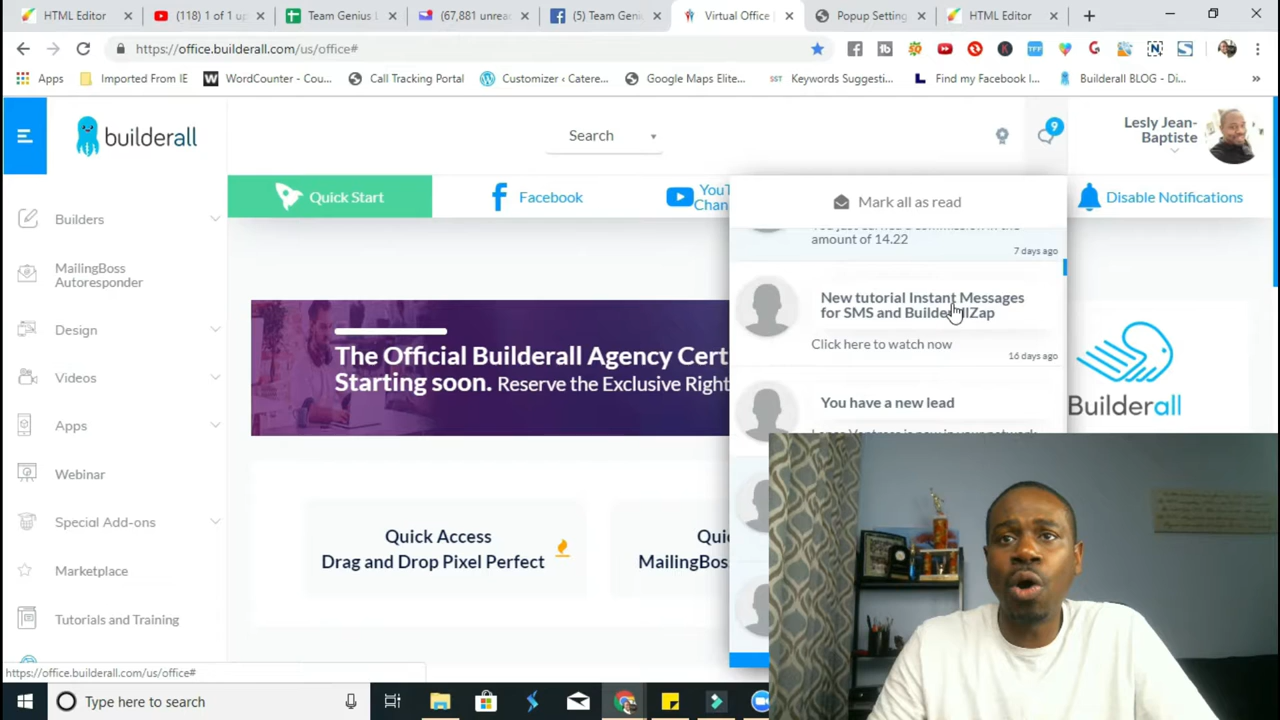 HTML Editor
(118) 1 of 1 u
Team Genius
(67,881 unrea
(5) Team Geni
Virtual Office
Popup Setting
HTML Editor
https://office.builderall.com/us/office#
Apps
Imported From IE
WordCounter - Cou...
Call Tracking Portal
Customizer ‹ Catere...
Google Maps Elite...
SST
Keywords Suggesti...
Find my Facebook I...
Builderall BLOG - Di...
builderall
Search
9
Lesly Jean-
Baptiste
Quick Start
Facebook
YouT
Chan
Mark all as read
Disable Notifications
amount of 14.22
7 days ago
New tutorial Instant Messages
for SMS and BuilderallZap
Click here to watch now
16 days ago
You have a new lead
Builders
MailingBoss
Autoresponder
Design
Videos
Apps
Webinar
Special Add-ons
Marketplace
Tutorials and Training
The Official Builderall Agency Cert
Starting soon. Reserve the Exclusive Right
Builderall
Quick Access
Drag and Drop Pixel Perfect
Quic
MailingBos
https://office.builderall.com/us/office#
Type here to search